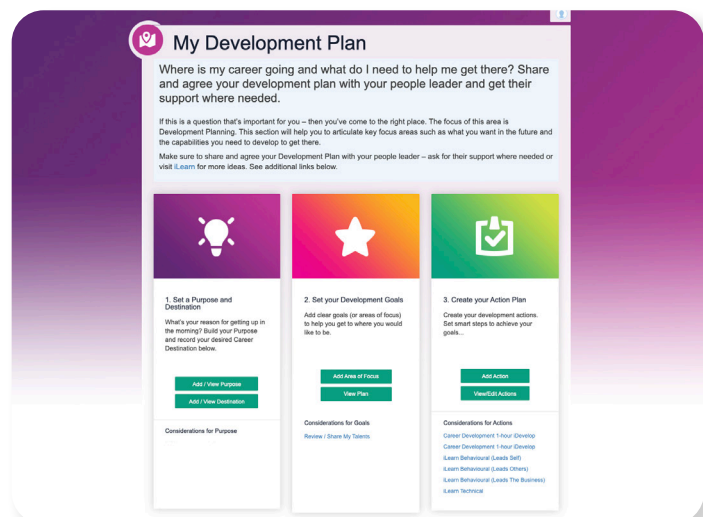 My Development Plan
Where is my career going and what do I need to help me get there? Share
and agree your development plan with your people leader and get their
support where needed.
If this is a question that's important for you – then you've come to the right place. The focus of this area is
Development Planning. This section will help you to articulate key focus areas such as what you want in the future and
the capabilities you need to develop to get there.
Make sure to share and agree your Development Plan with your people leader – ask for their support where needed or
visit iLearn for more ideas. See additional links below.
1. Set a Purpose and
Destination
What's your reason for getting up in
the morning? Build your Purpose
and record your desired Career
Destination below.
Add / View Purpose
Add / View Destination
Considerations for Purpose
2. Set your Development Goals
Add clear goals (or areas of focus)
to help you get to where you would
like to be.
Add Area of Focus
View Plan
Considerations for Goals
Review / Share My Talents
3. Create your Action Plan
Create your development actions.
Set smart steps to achieve your
goals...
Add Action
View/Edit Actions
Considerations for Actions
Career Development 1-hour iDevelop
Career Development 1-hour iDevelop
iLearn Behavioural (Leads Self)
iLearn Behavioural (Leads Others)
iLearn Behavioural (Leads The Business)
iLearn Technical